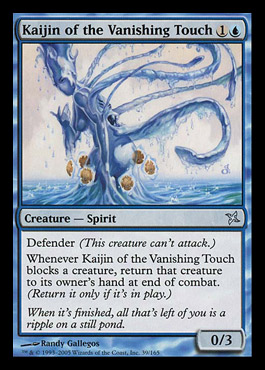 Kaijin of the Vanishing Touch 1
Creature — Spirit
Defender (This creature can't attack.)
Whenever Kaijin of the Vanishing Touch
blocks a creature, return that creature
to its owner's hand at end of combat.
(Return it only if it's in play.)
When it's finished, all that's left of you is a
ripple on a still pond.
Randy Gallegos
™ & © 1993–2005 Wizards of the Coast, Inc. 39/165
0/3